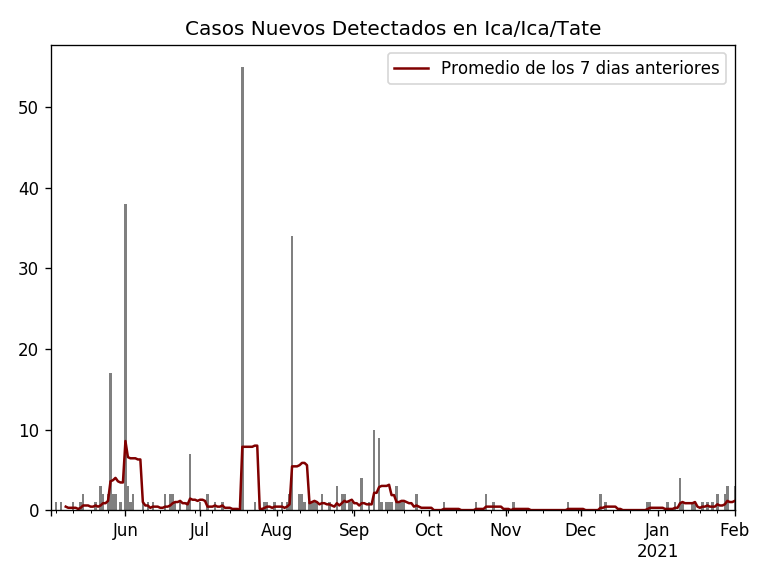 Casos Nuevos Detectados en Ica/Ica/Tate
Promedio de los 7 dias anteriores
50
40
30
20
10
0
Jun Jul Aug Sep Oct Nov Dec Jan Feb
2021